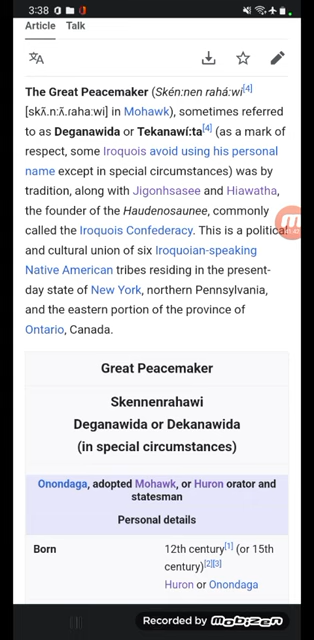 3:38
Article Talk
The Great Peacemaker (Skén:nen rahá:wi[4]
[skʌ̃.nːʌ̃.ɾahaːwi] in Mohawk), sometimes referred
to as Deganawida or Tekanawí:ta[4] (as a mark of
respect, some Iroquois avoid using his personal
name except in special circumstances) was by
tradition, along with Jigonhsasee and Hiawatha,
the founder of the Haudenosaunee, commonly
called the Iroquois Confederacy. This is a political
and cultural union of six Iroquoian-speaking
Native American tribes residing in the present-
day state of New York, northern Pennsylvania,
and the eastern portion of the province of
Ontario, Canada.
Great Peacemaker
Skennenrahawi
Deganawida or Dekanawida
(in special circumstances)
Onondaga, adopted Mohawk, or Huron orator and
statesman
Personal details
Born 12th century[1] (or 15th
century)[2][3]
Huron or Onondaga
Recorded by mobizen